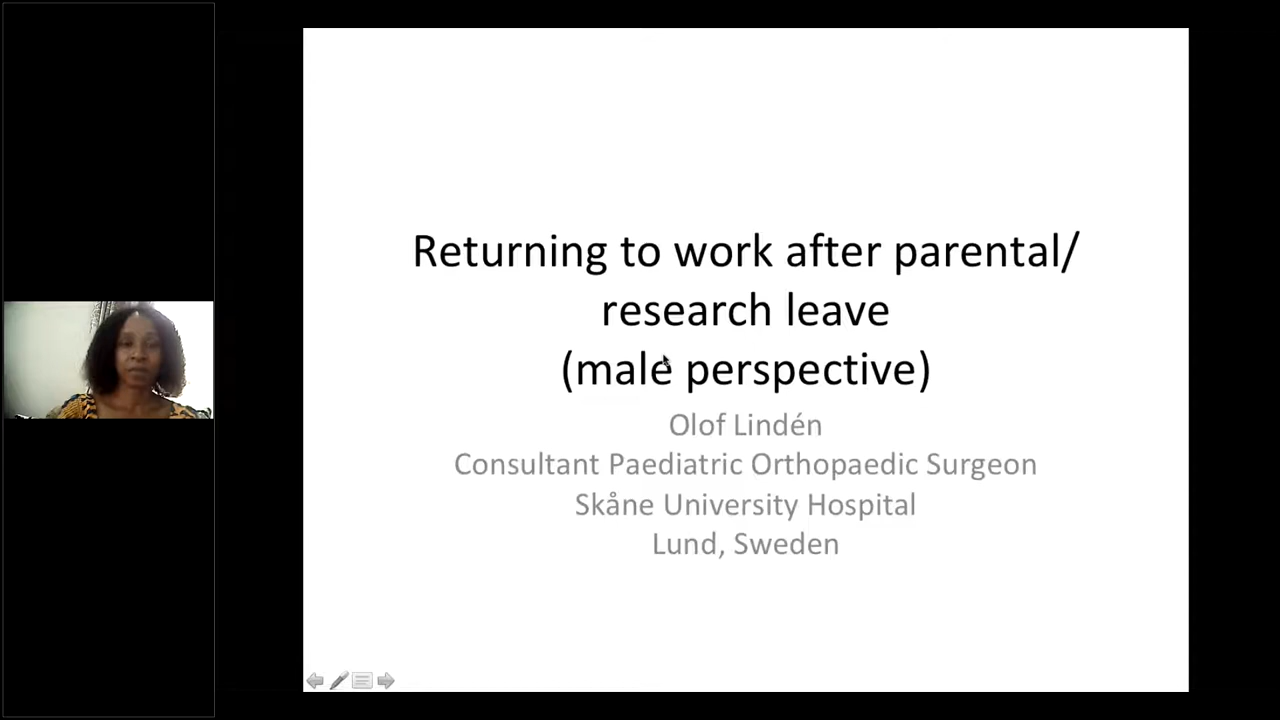 Returning to work after parental/
research leave
(male perspective)
Olof Lindén
Consultant Paediatric Orthopaedic Surgeon
Skåne University Hospital
Lund, Sweden